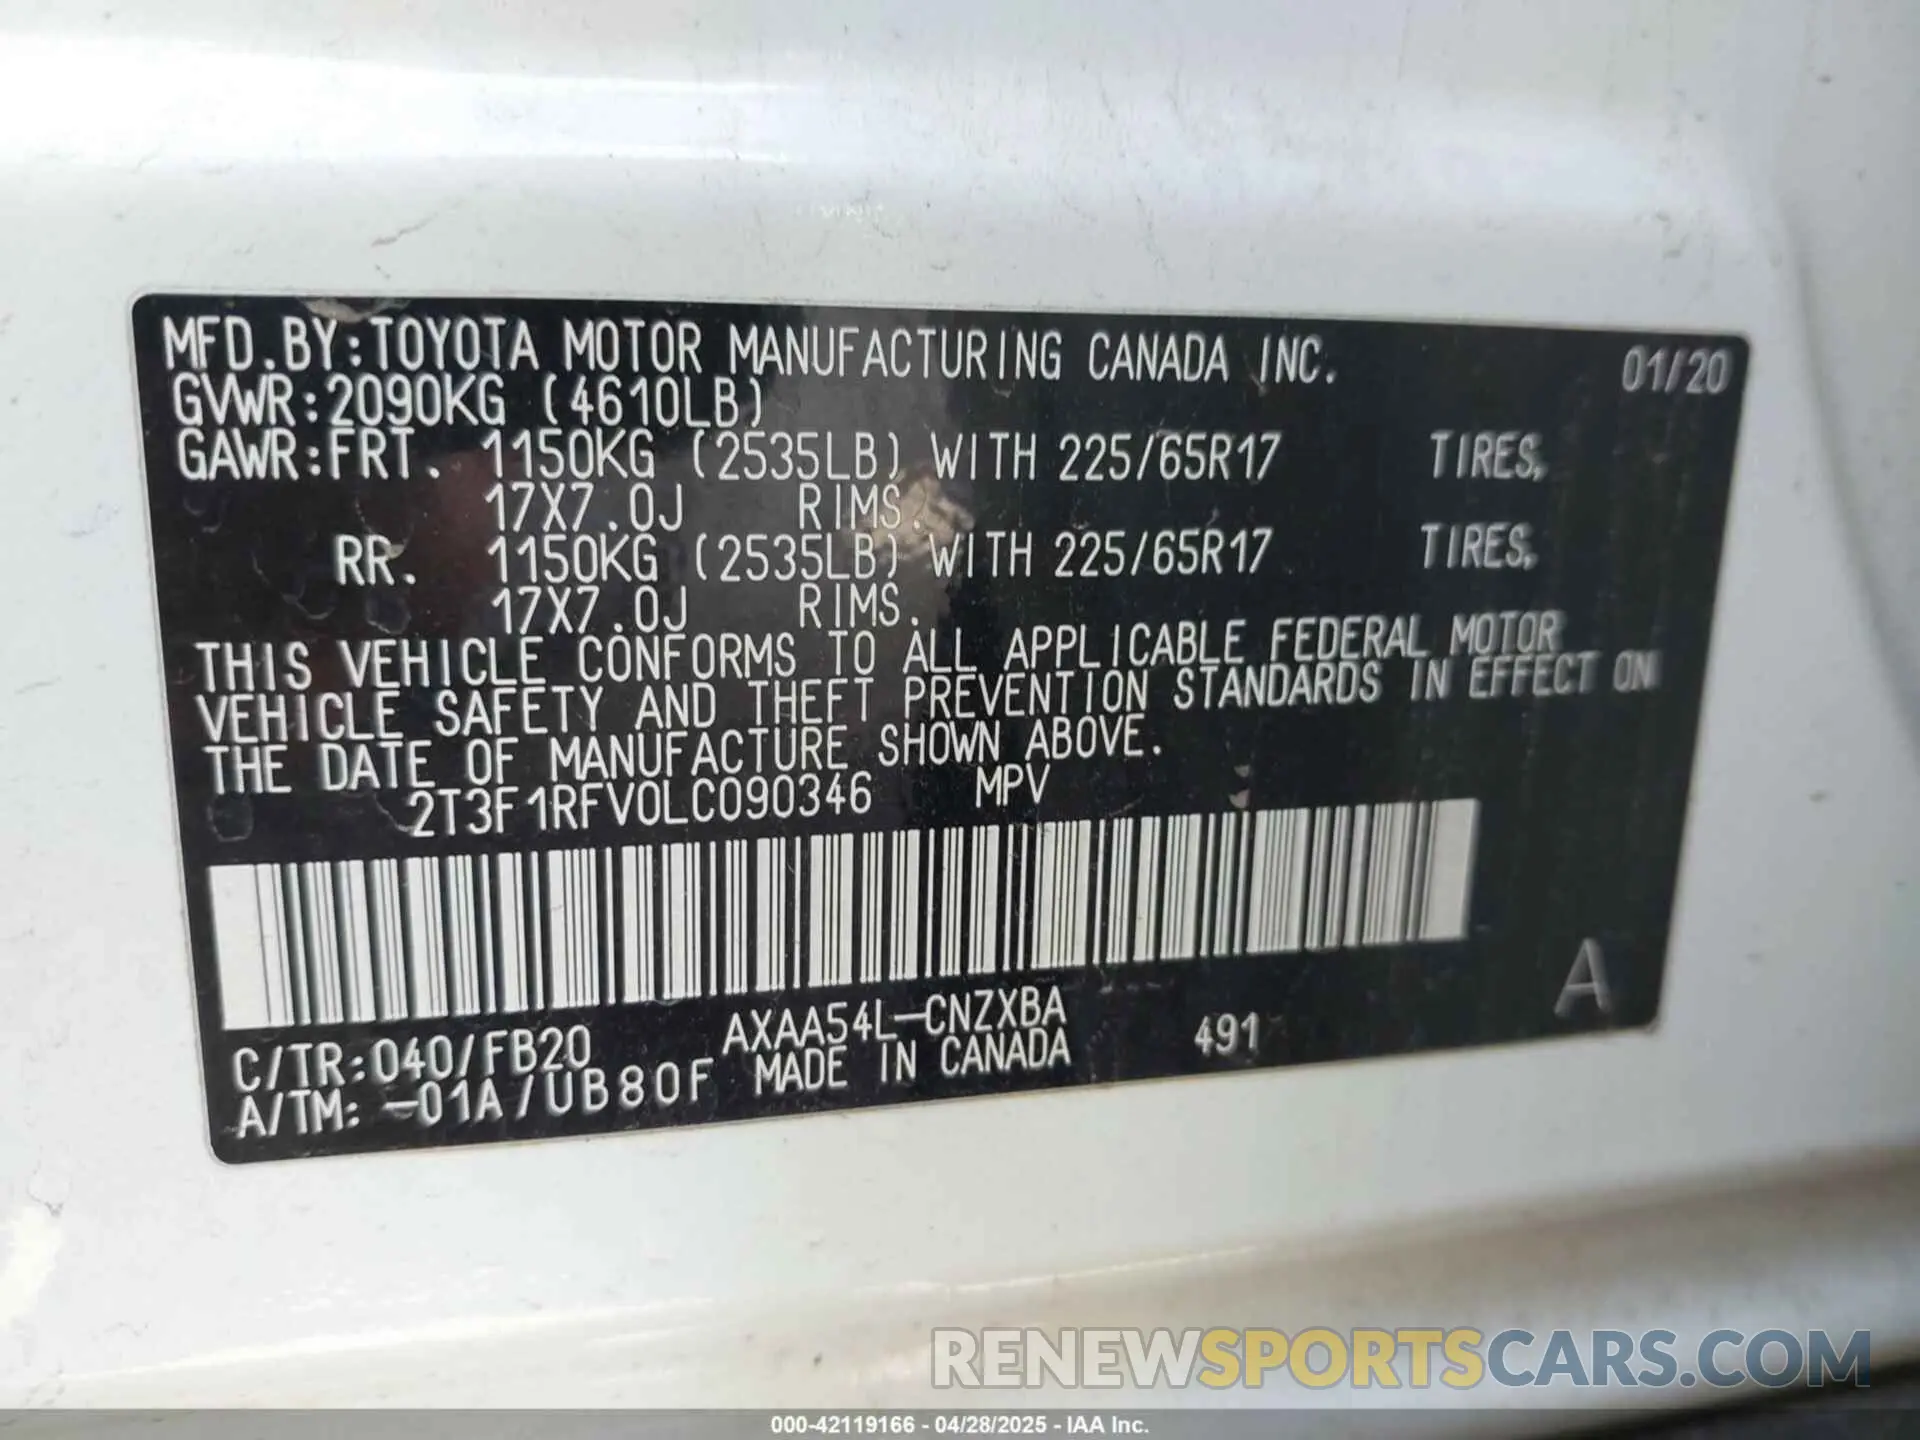 MFD.BY:TOYOTA MOTOR MANUFACTURING CANADA INC. 01/20
GVWR:2090KG (4610LB)
GAWR:FRT. 1150KG (2535LB) WITH 225/65R17 TIRES,
17X7.0J RIMS.
RR. 1150KG (2535LB) WITH 225/65R17 TIRES,
17X7.0J RIMS.
THIS VEHICLE CONFORMS TO ALL APPLICABLE FEDERAL MOTOR
VEHICLE SAFETY AND THEFT PREVENTION STANDARDS IN EFFECT ON
THE DATE OF MANUFACTURE SHOWN ABOVE.
2T3F1RFV0LC090346 MPV
A
C/TR:040/FB20 AXAA54L-CNZXBA 491
A/TM: -01A/UB80F MADE IN CANADA
RENEWSPORTSCARS.COM
000-42119166 - 04/28/2025 - IAA Inc.